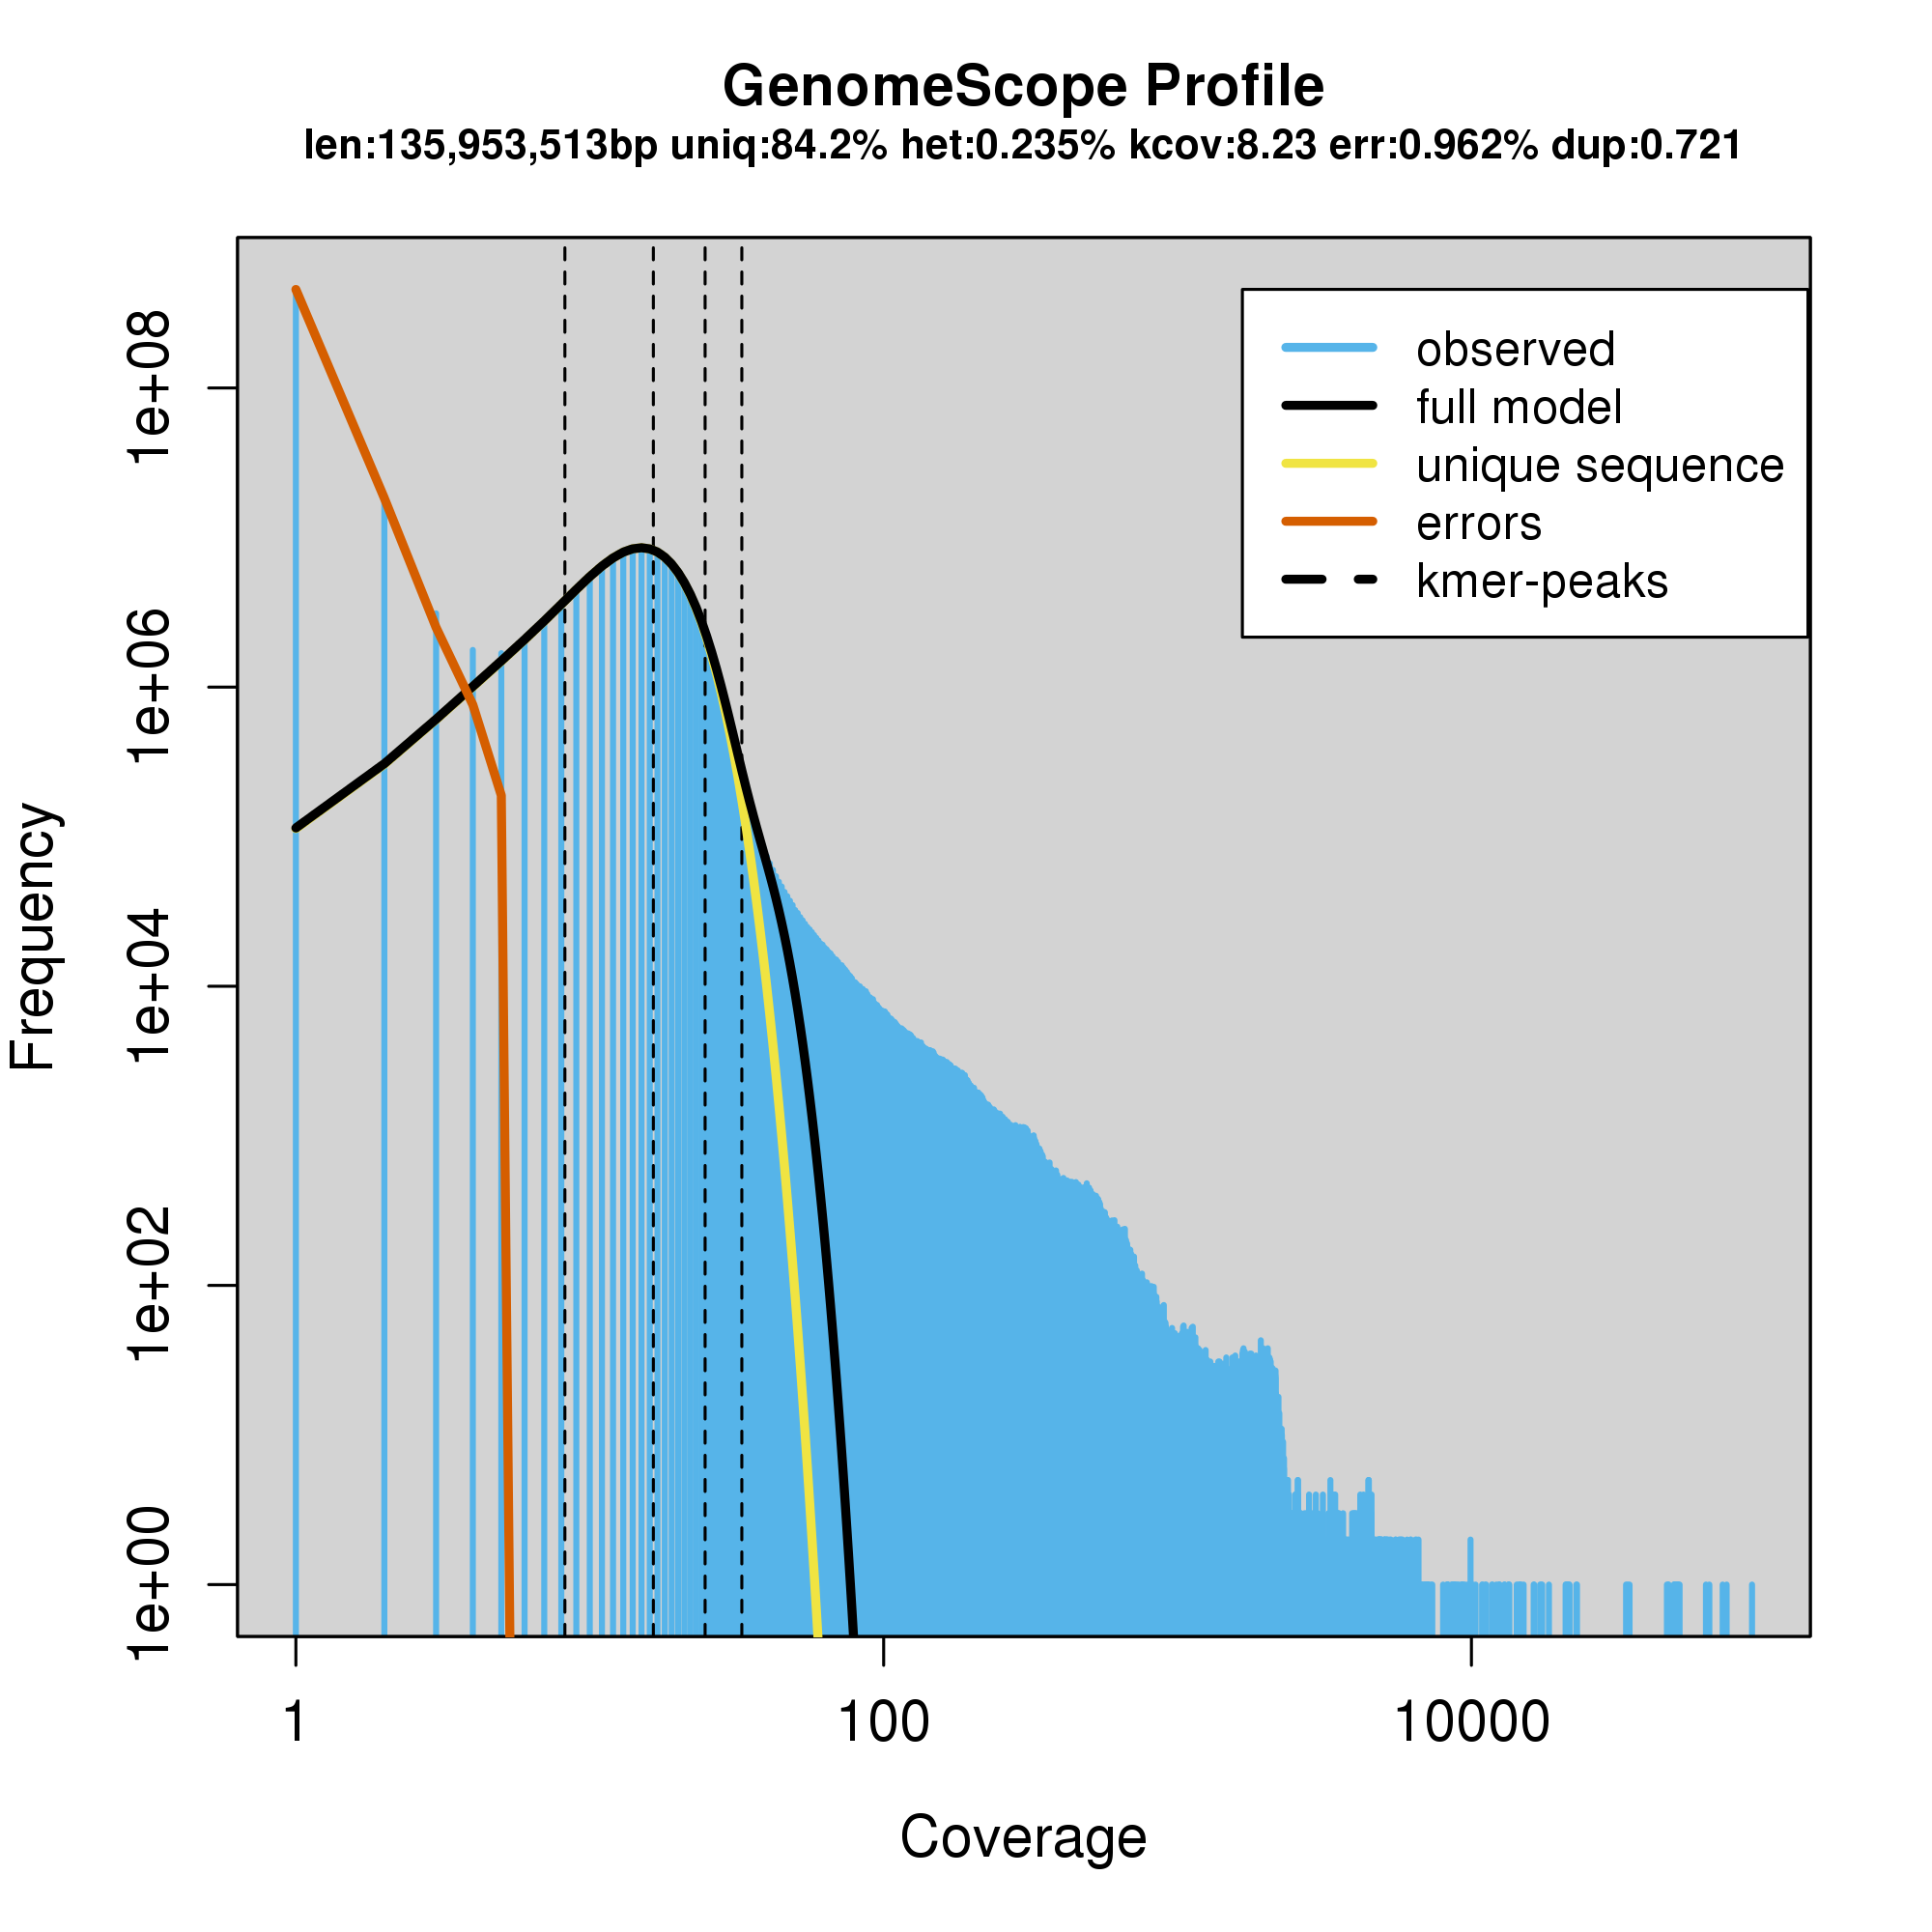 GenomeScope Profile
len:135,953,513bp uniq:84.2% het:0.235% kcov:8.23 err:0.962% dup:0.721
observed
full model
unique sequence
errors
kmer-peaks
Frequency
1e+08
1e+06
1e+04
1e+02
1e+00
1
100
10000
Coverage